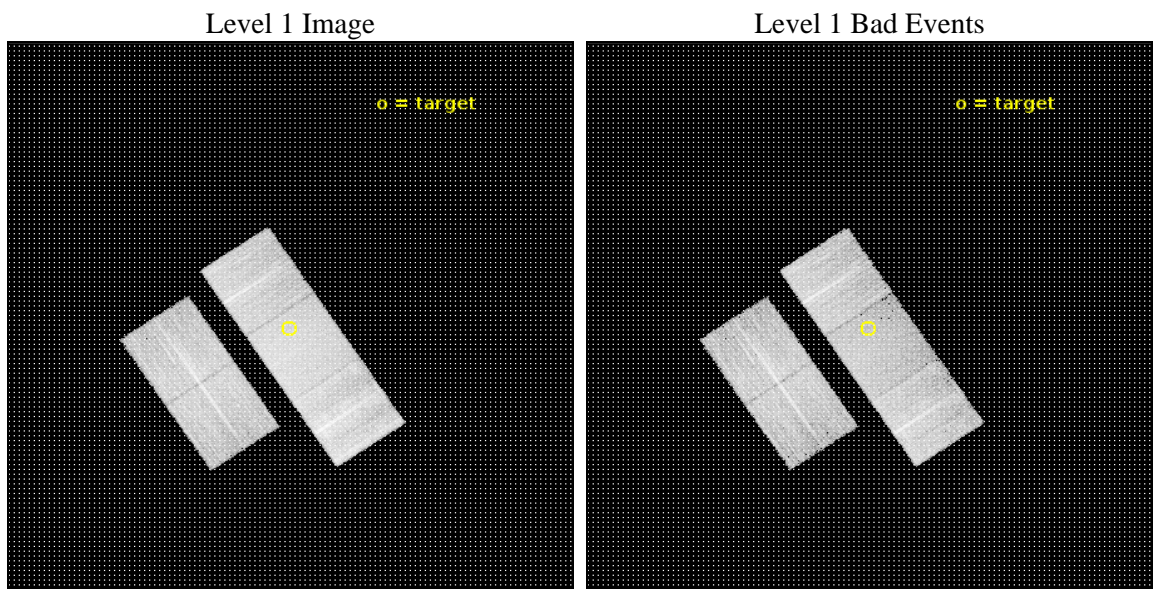 Level 1 Image
Level 1 Bad Events
o = target
o = target